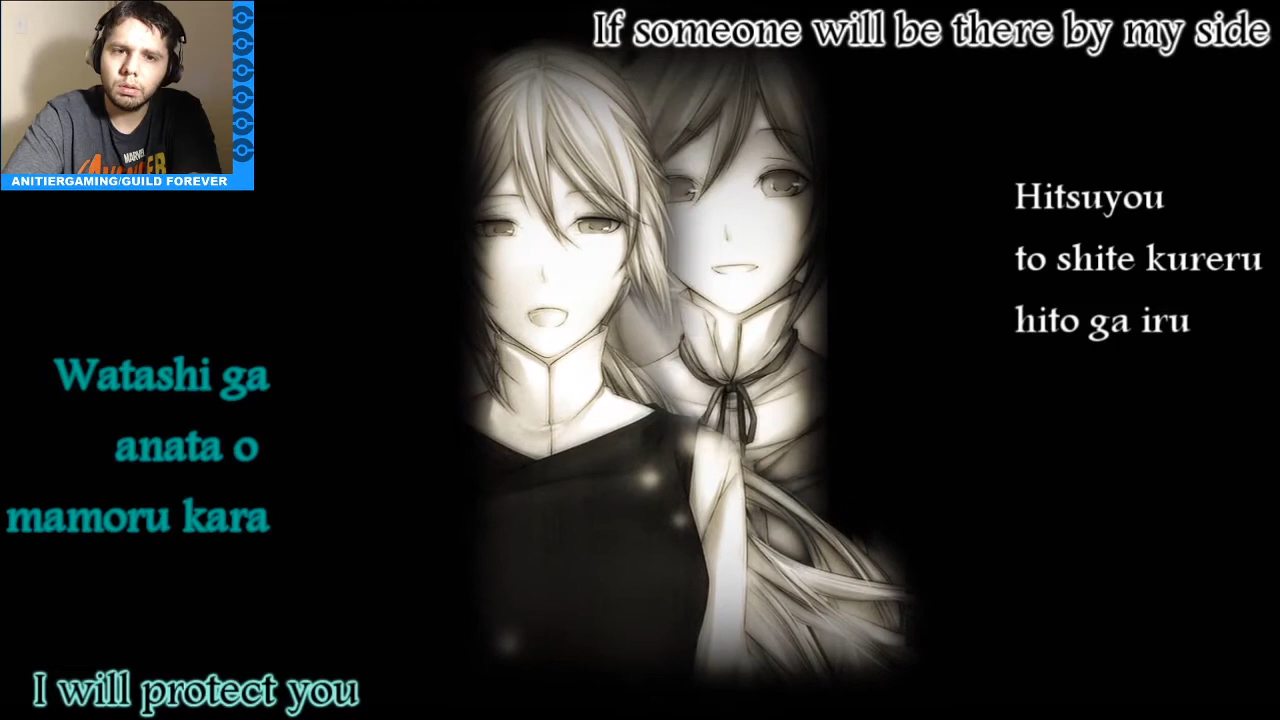 If someone will be there by my side
MARVEL
ANITIERGAMING/GUILD FOREVER
Hitsuyou
to shite kureru
hito ga iru
Watashi ga
anata o
mamoru kara
I will protect you